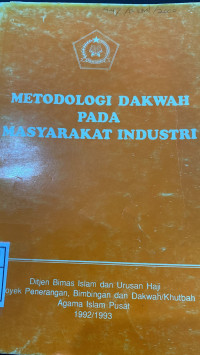 METODOLOGI DAKWAH
PADA
MASYARAKAT INDUSTRI
Ditjen Bimas Islam dan Urusan Haji
oyek Penerangan, Bimbingan dan Dakwah/Khutbah
Agama Islam Pusat
1992/1993